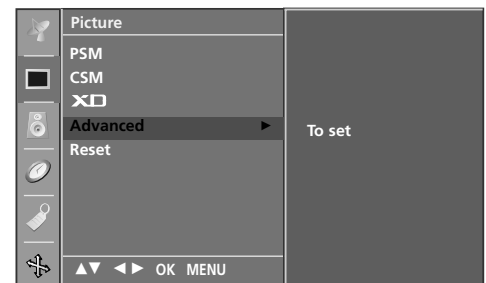 Picture
PSM
CSM
XD
Advanced ►
To set
Reset
▲▼ ◄► OK MENU